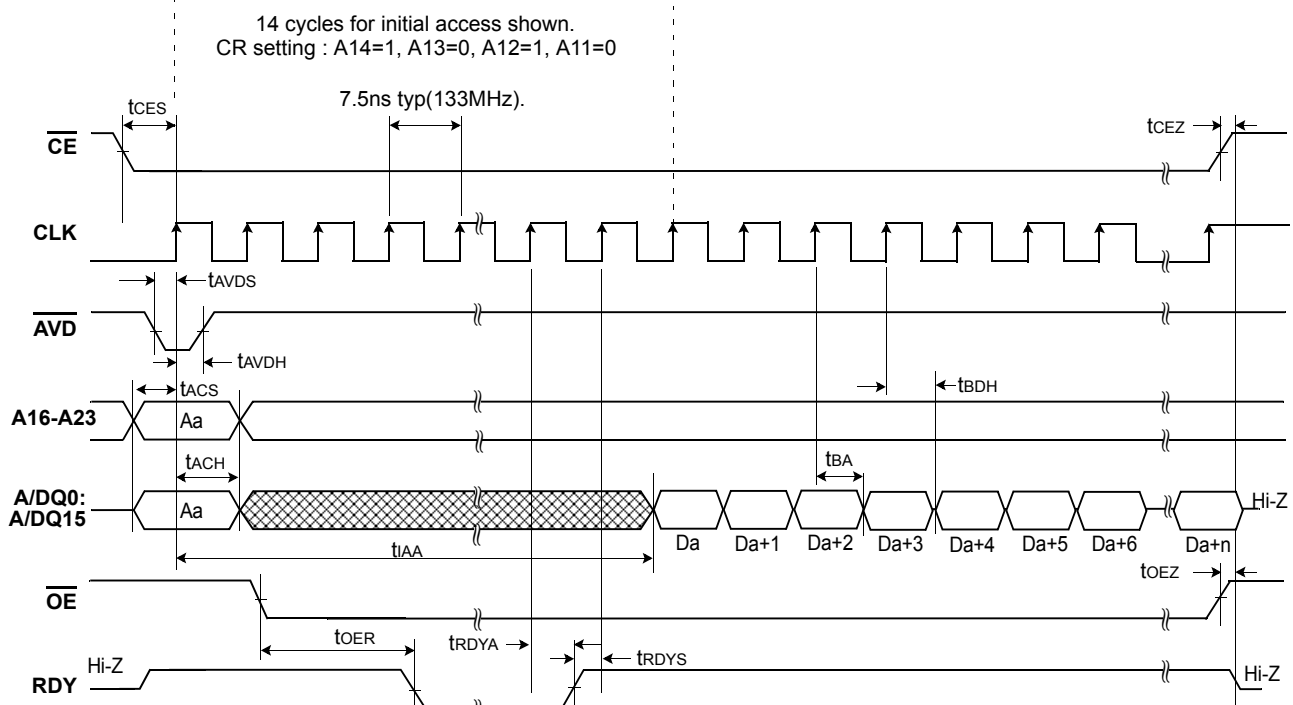 14 cycles for initial access shown.
CR setting : A14=1, A13=0, A12=1, A11=0
7.5ns typ(133MHz).
tCES
tCEZ
CE
CLK
tAVDS
AVD
tAVDH
tACS
tBDH
A16-A23
Aa
tACH
tBA
A/DQ0:
A/DQ15
Aa
Hi-Z
tIAA
Da
Da+1
Da+2
Da+3
Da+4
Da+5
Da+6
Da+n
tOEZ
OE
tOER
tRDYA
tRDYS
Hi-Z
Hi-Z
RDY